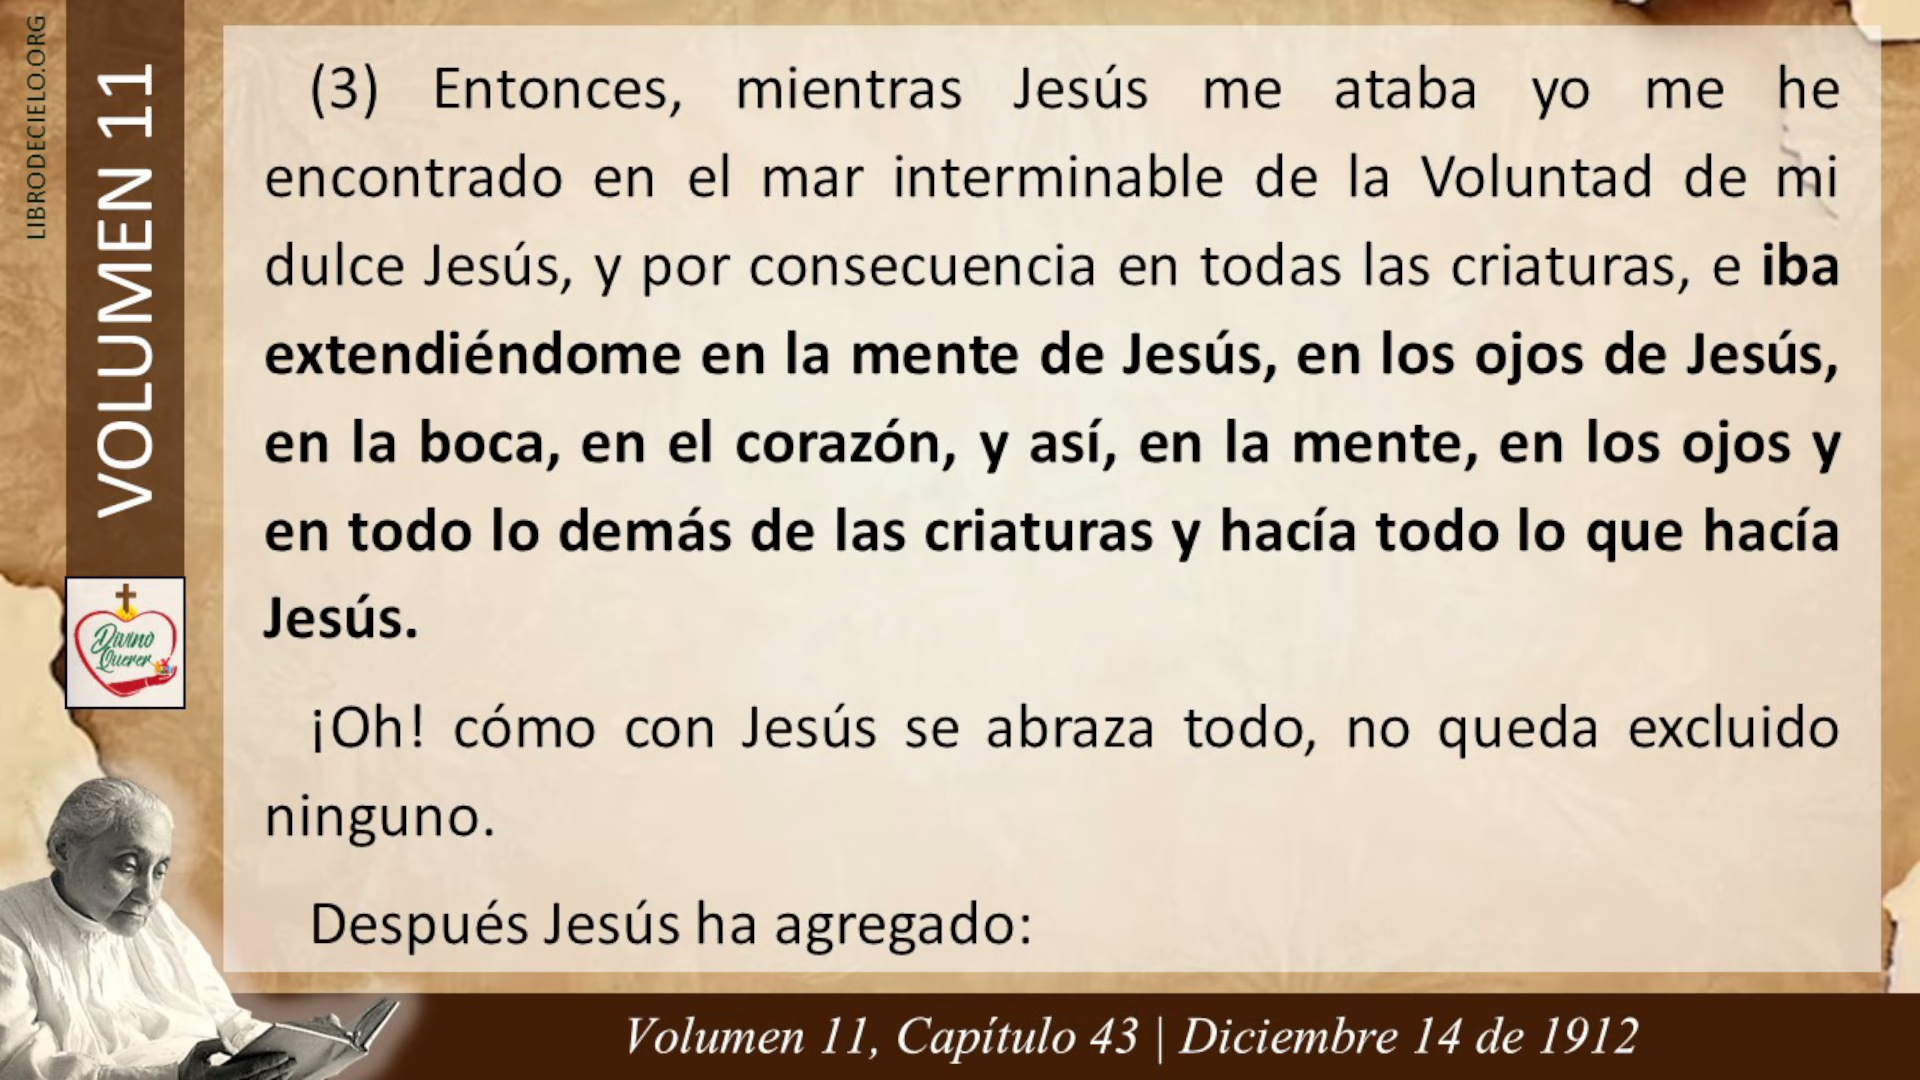 LIBRODECIELO.ORG
VOLUMEN 11
(3) Entonces, mientras Jesús me ataba yo me he
encontrado en el mar interminable de la Voluntad de mi
dulce Jesús, y por consecuencia en todas las criaturas, e iba
extendiéndome en la mente de Jesús, en los ojos de Jesús,
en la boca, en el corazón, y así, en la mente, en los ojos y
en todo lo demás de las criaturas y hacía todo lo que hacía
Jesús.
¡Oh! cómo con Jesús se abraza todo, no queda excluido
ninguno.
Después Jesús ha agregado:
Divino
Querer
Volumen 11, Capítulo 43 | Diciembre 14 de 1912